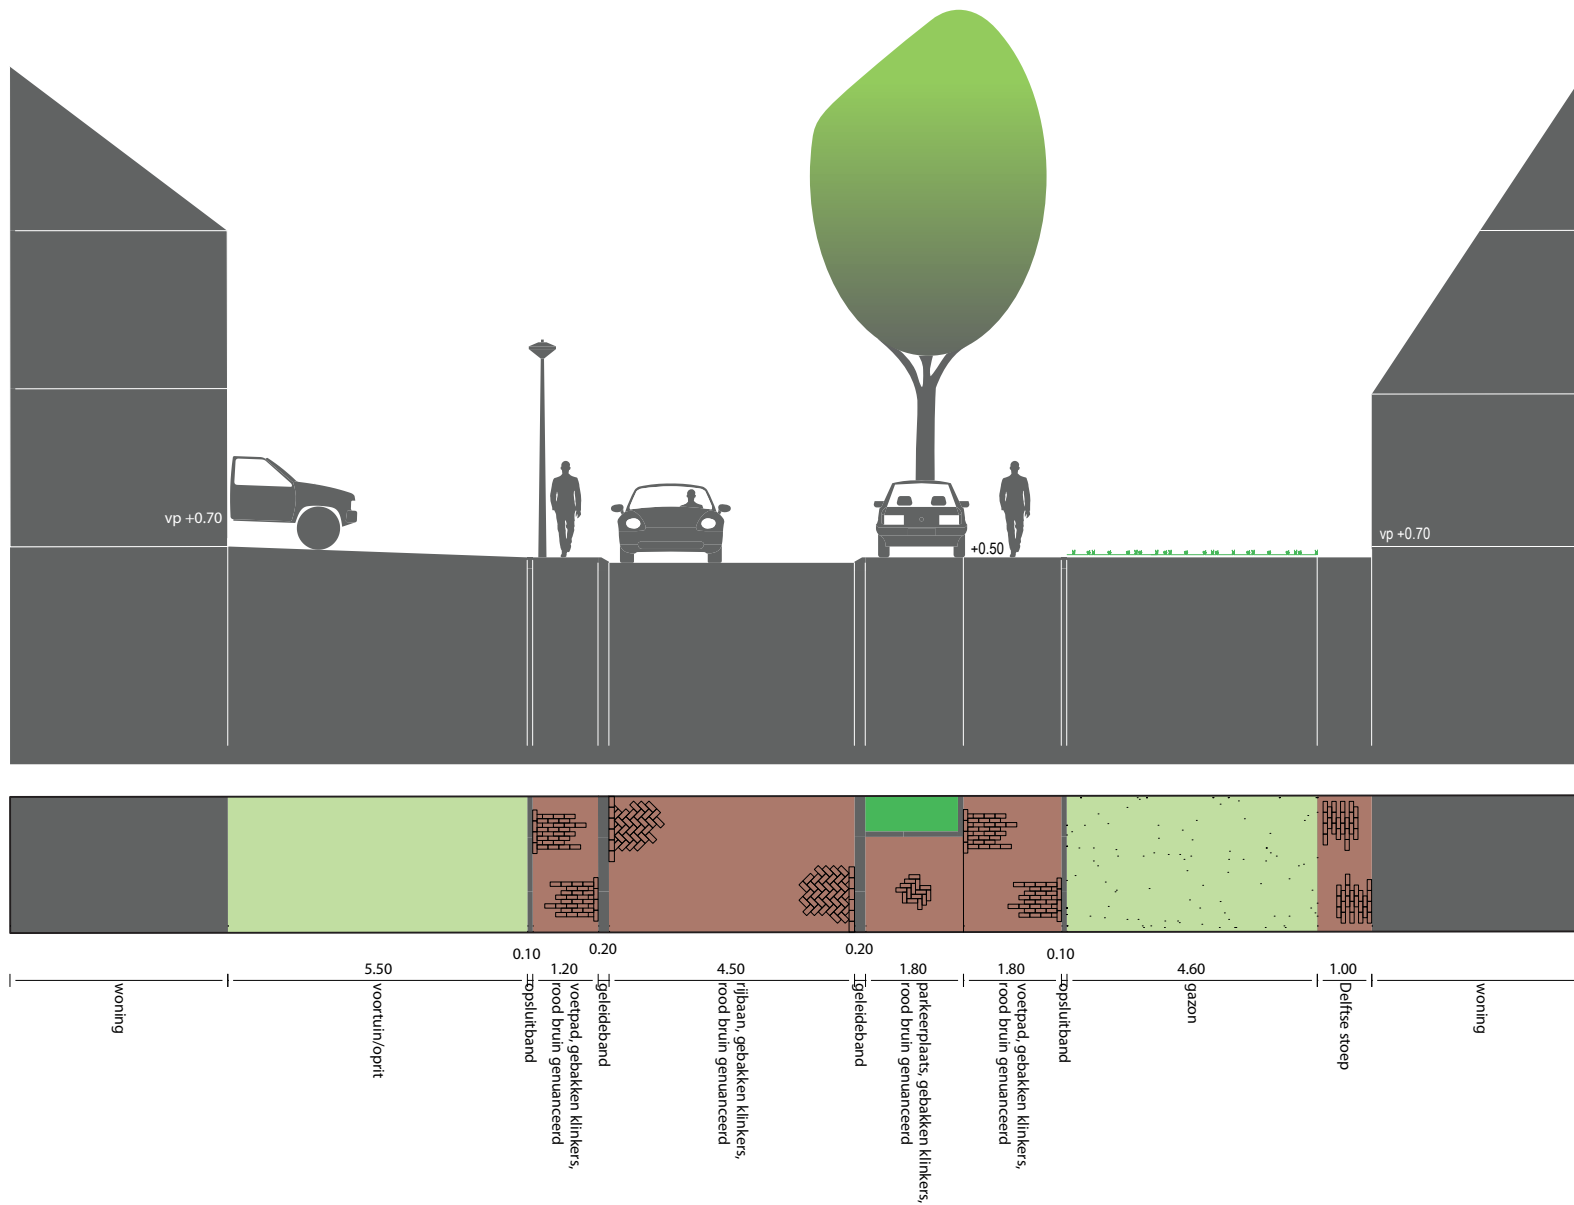 vp +0.70
vp +0.70
+0.50
0.10
0.20
0.20
0.10
5.50
1.20
4.50
1.80
1.80
4.60
1.00
woning
voortuin/oprit
opsluitband
voetpad, gebakken klinkers,
rood bruin genuanceerd
geleideband
rijbaan, gebakken klinkers,
rood bruin genuanceerd
geleideband
parkeerplaats, gebakken klinkers,
rood bruin genuanceerd
voetpad, gebakken klinkers,
rood bruin genuanceerd
opsluitband
gazon
Delftse stoep
woning